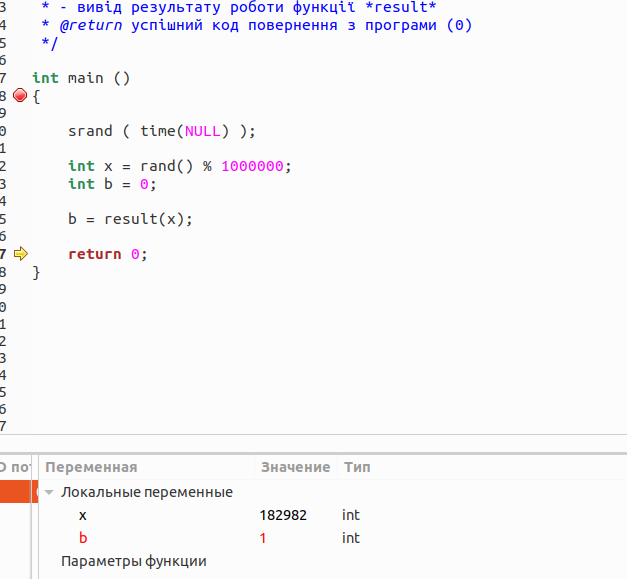 3 * - вивід результату роботи функції *result*
4 * @return успішний код повернення з програми (0)
5 */
6
7 int main ()
8 {
9
0 srand ( time(NULL) );
1
2 int x = rand() % 1000000;
3 int b = 0;
4
5 b = result(x);
6
7 return 0;
8 }
9
0
1
2
3
4
5
6
7
D по Переменная Значение Тип
Локальные переменные
x 182982 int
b 1 int
Параметры функции